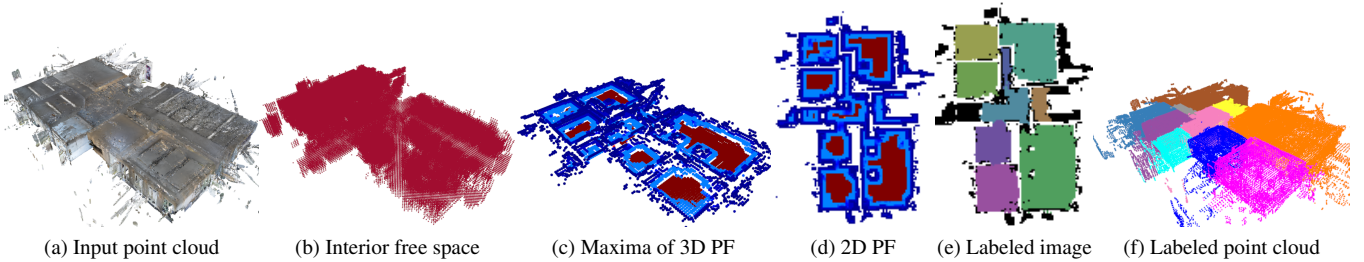 (a) Input point cloud
(b) Interior free space
(c) Maxima of 3D PF
(d) 2D PF
(e) Labeled image
(f) Labeled point cloud